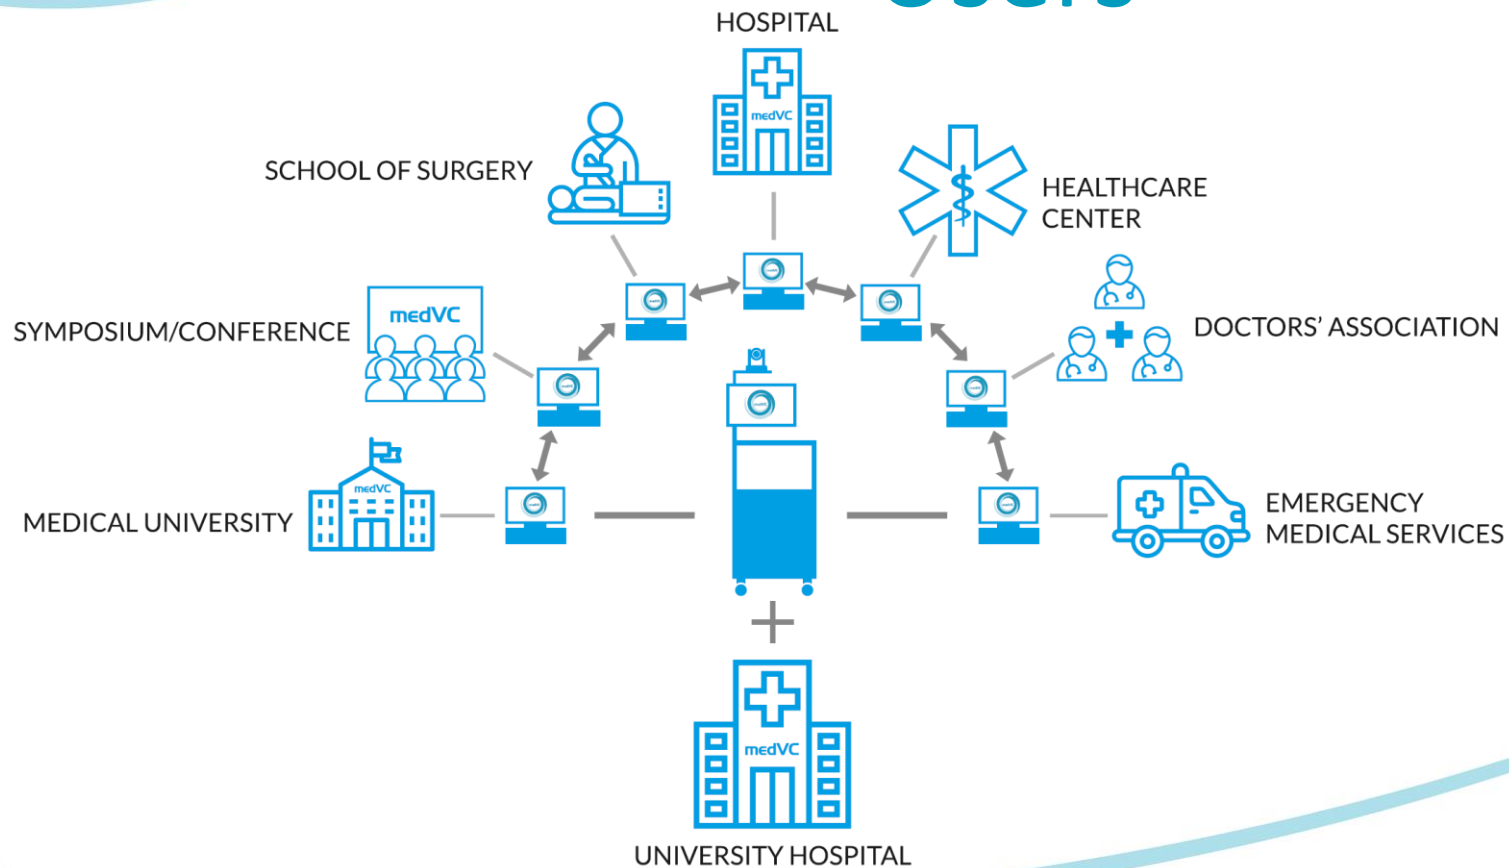 Users
HOSPITAL
medVC
SCHOOL OF SURGERY
HEALTHCARE
CENTER
SYMPOSIUM/CONFERENCE
medVC
DOCTORS' ASSOCIATION
MEDICAL UNIVERSITY
medVC
EMERGENCY
MEDICAL SERVICES
medVC
UNIVERSITY HOSPITAL